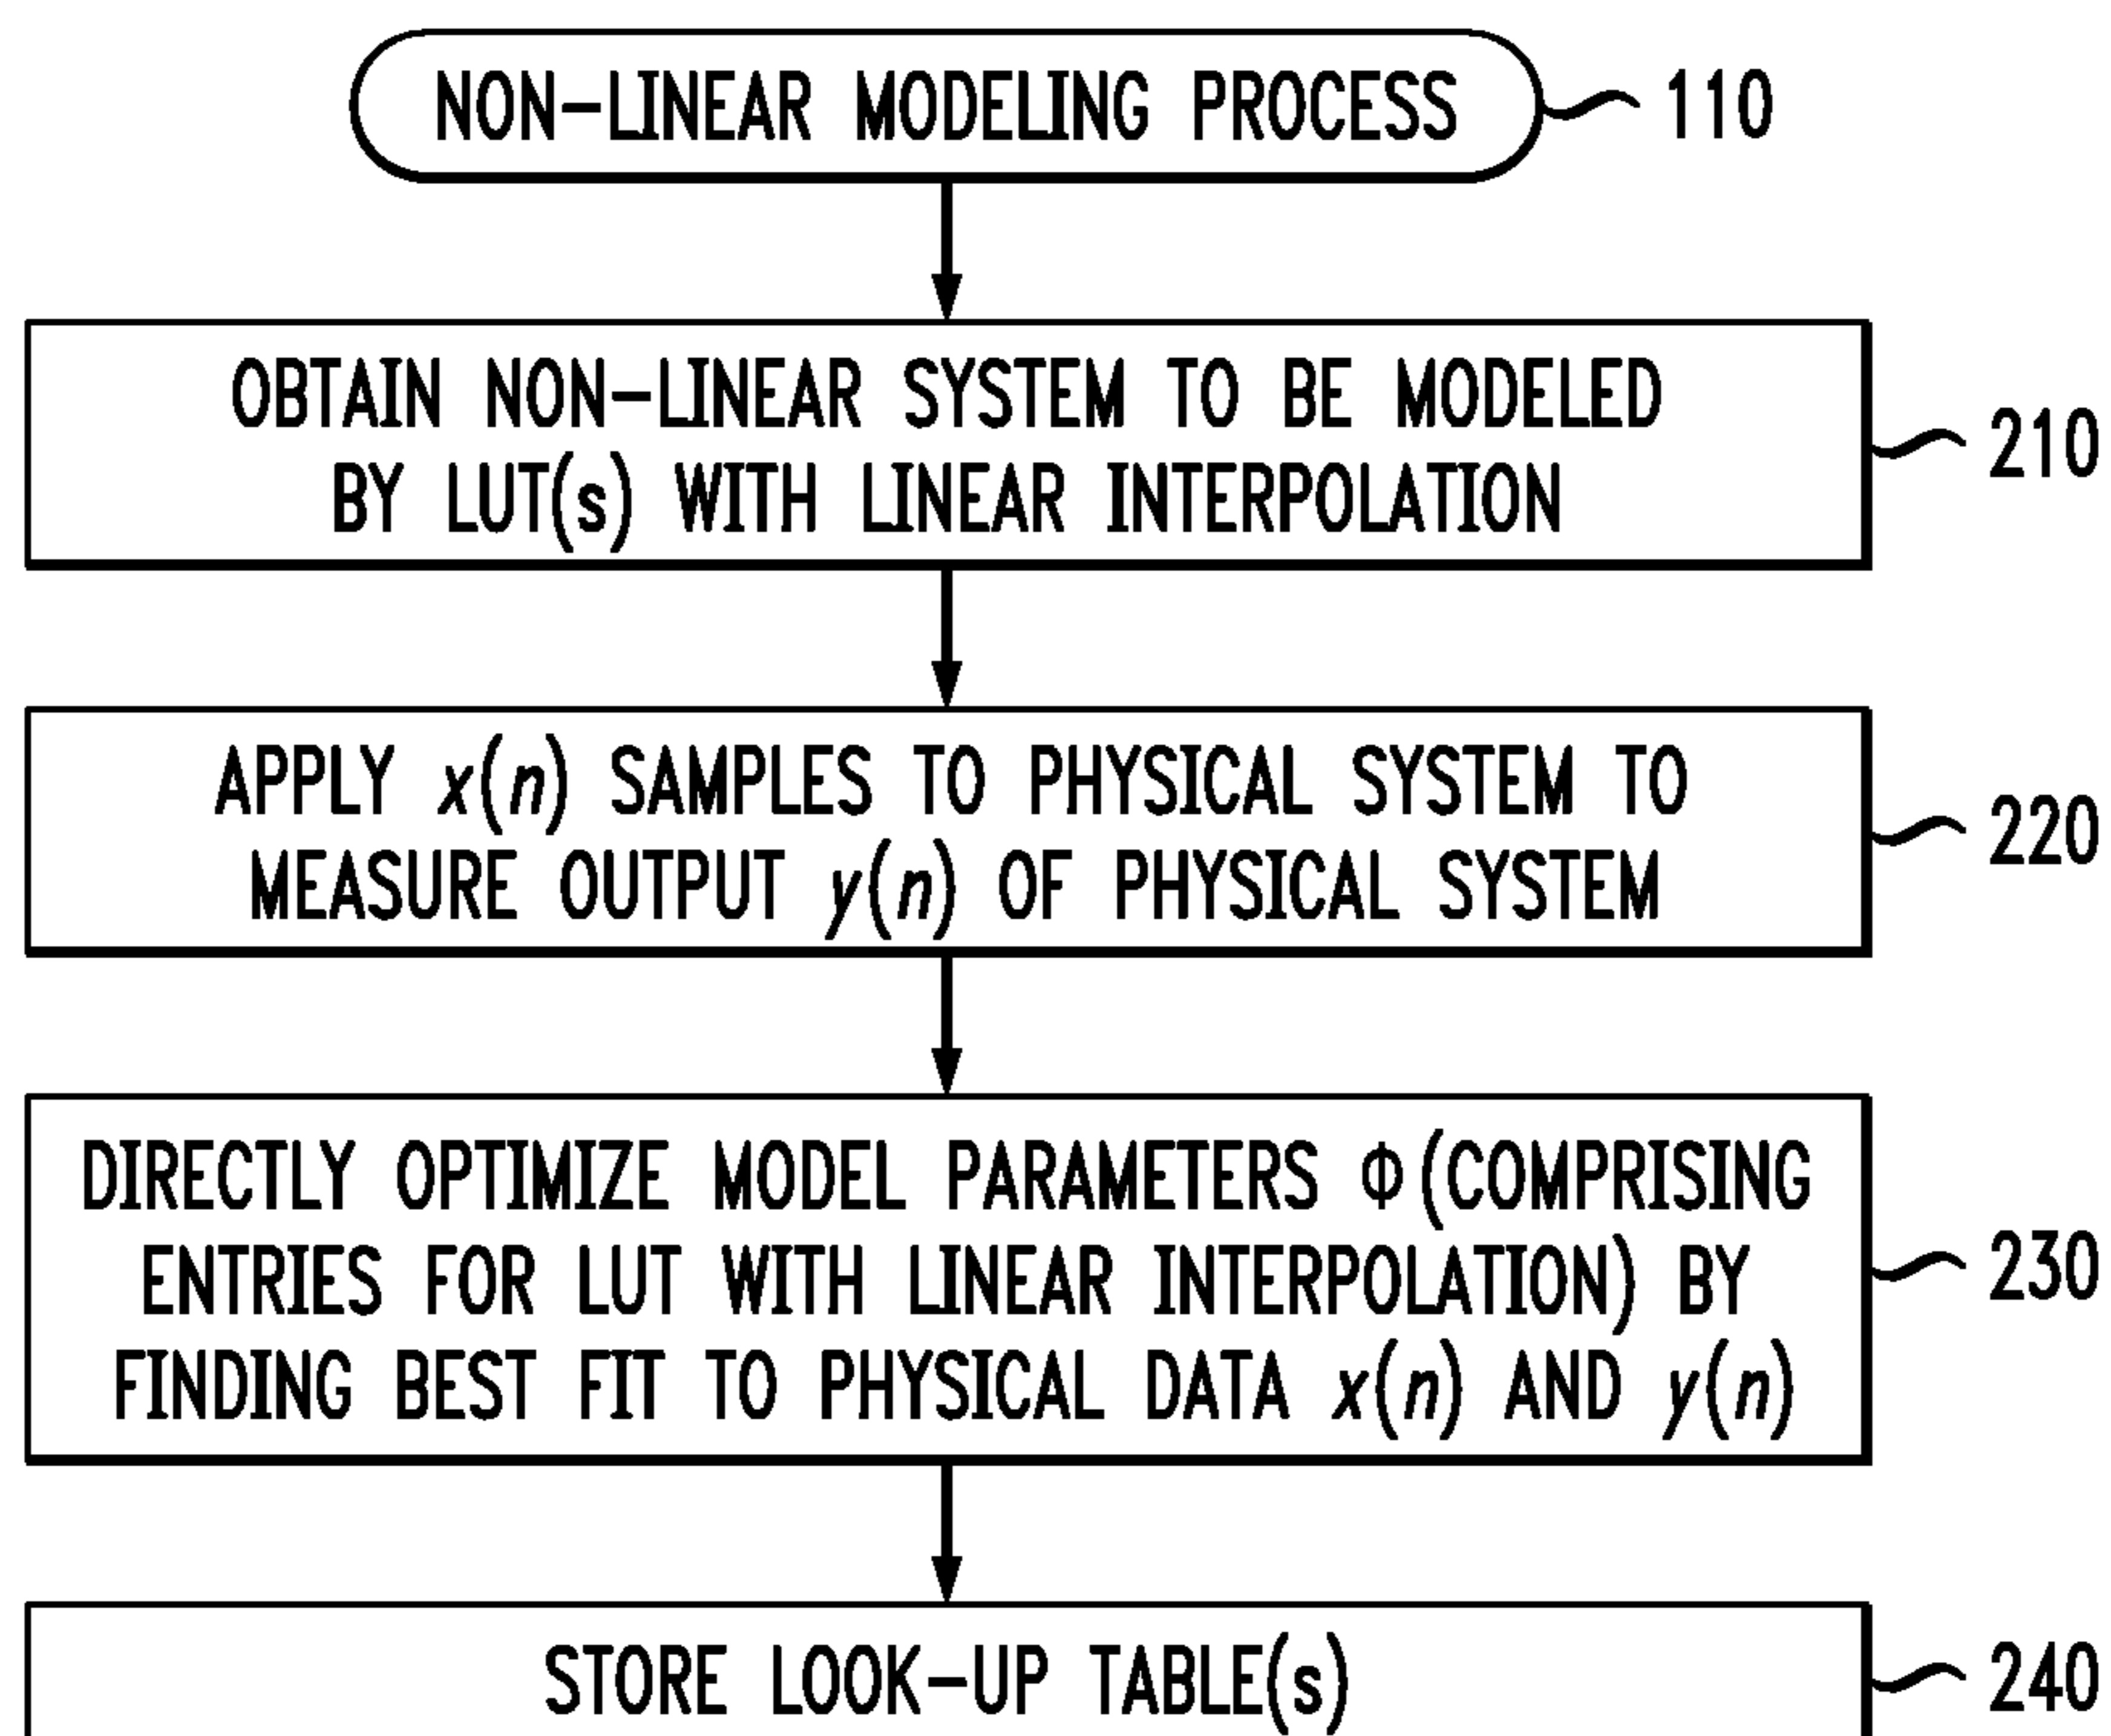 NON-LINEAR MODELING PROCESS
110
OBTAIN NON-LINEAR SYSTEM TO BE MODELED
BY LUT(s) WITH LINEAR INTERPOLATION
210
APPLY x(n) SAMPLES TO PHYSICAL SYSTEM TO
MEASURE OUTPUT y(n) OF PHYSICAL SYSTEM
220
DIRECTLY OPTIMIZE MODEL PARAMETERS Φ (COMPRISING
ENTRIES FOR LUT WITH LINEAR INTERPOLATION) BY
FINDING BEST FIT TO PHYSICAL DATA x(n) AND y(n)
230
STORE LOOK-UP TABLE(s)
240